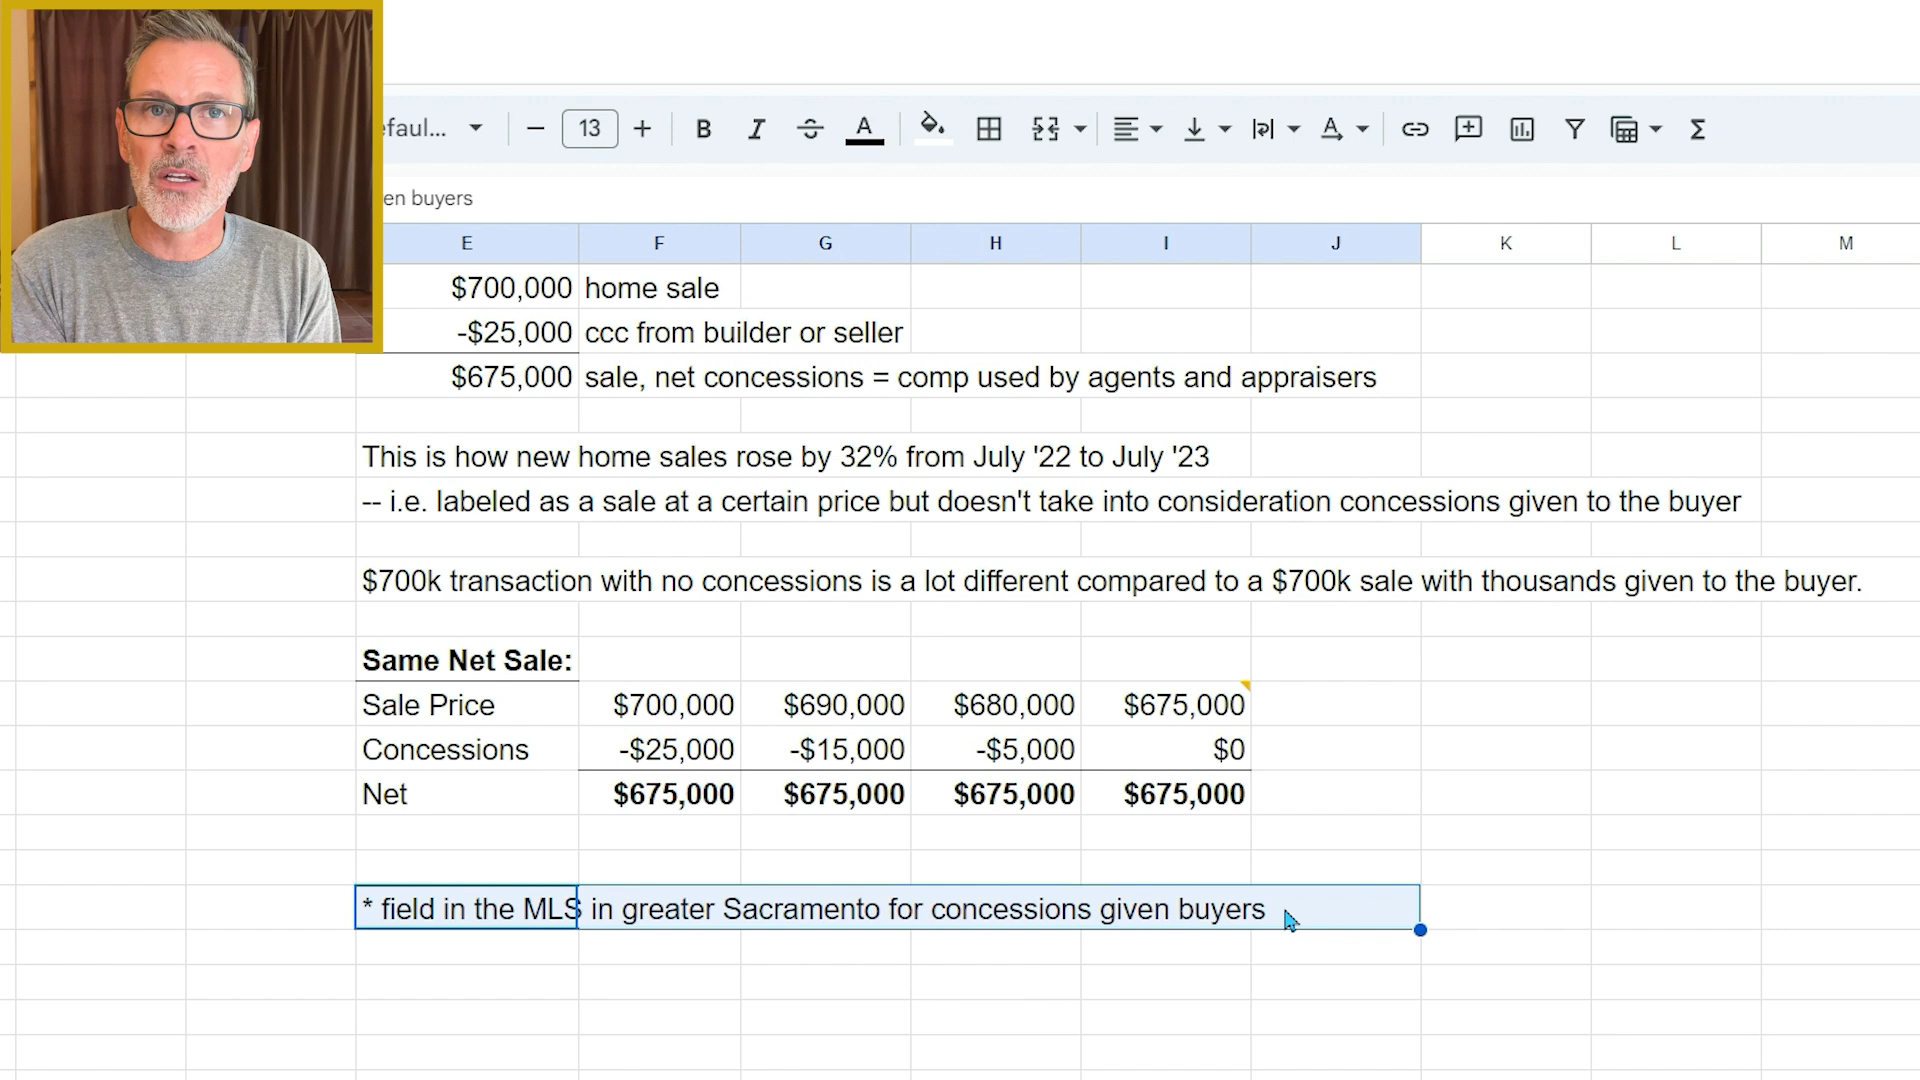 efaul...
13
B I S A
en buyers
E F G H I J K L M
$700,000 home sale
-$25,000 ccc from builder or seller
$675,000 sale, net concessions = comp used by agents and appraisers
This is how new home sales rose by 32% from July '22 to July '23
-- i.e. labeled as a sale at a certain price but doesn't take into consideration concessions given to the buyer
$700k transaction with no concessions is a lot different compared to a $700k sale with thousands given to the buyer.
Same Net Sale:
Sale Price $700,000 $690,000 $680,000 $675,000
Concessions -$25,000 -$15,000 -$5,000 $0
Net $675,000 $675,000 $675,000 $675,000
* field in the MLS in greater Sacramento for concessions given buyers